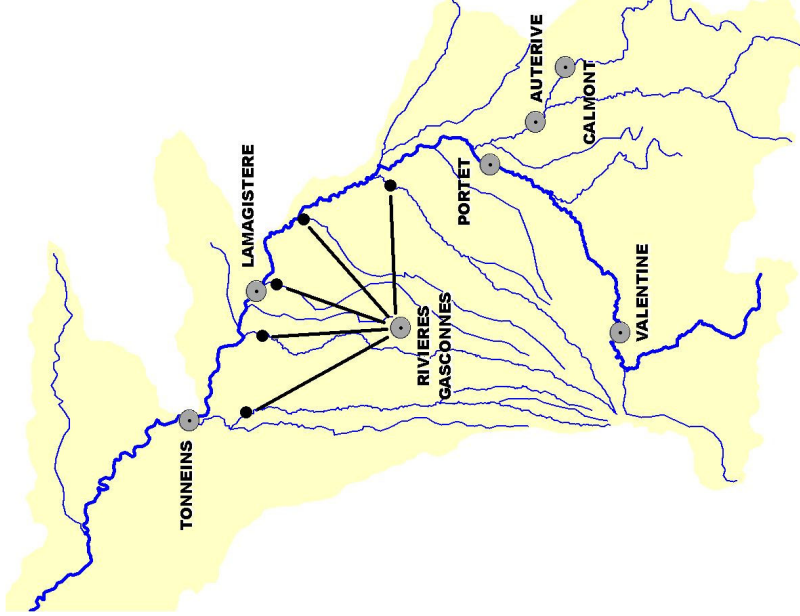 TONNEINS
LAMAGISTERE
RIVIERES
GASCONNES
PORTET
AUTERIVE
CALMONT
VALENTINE